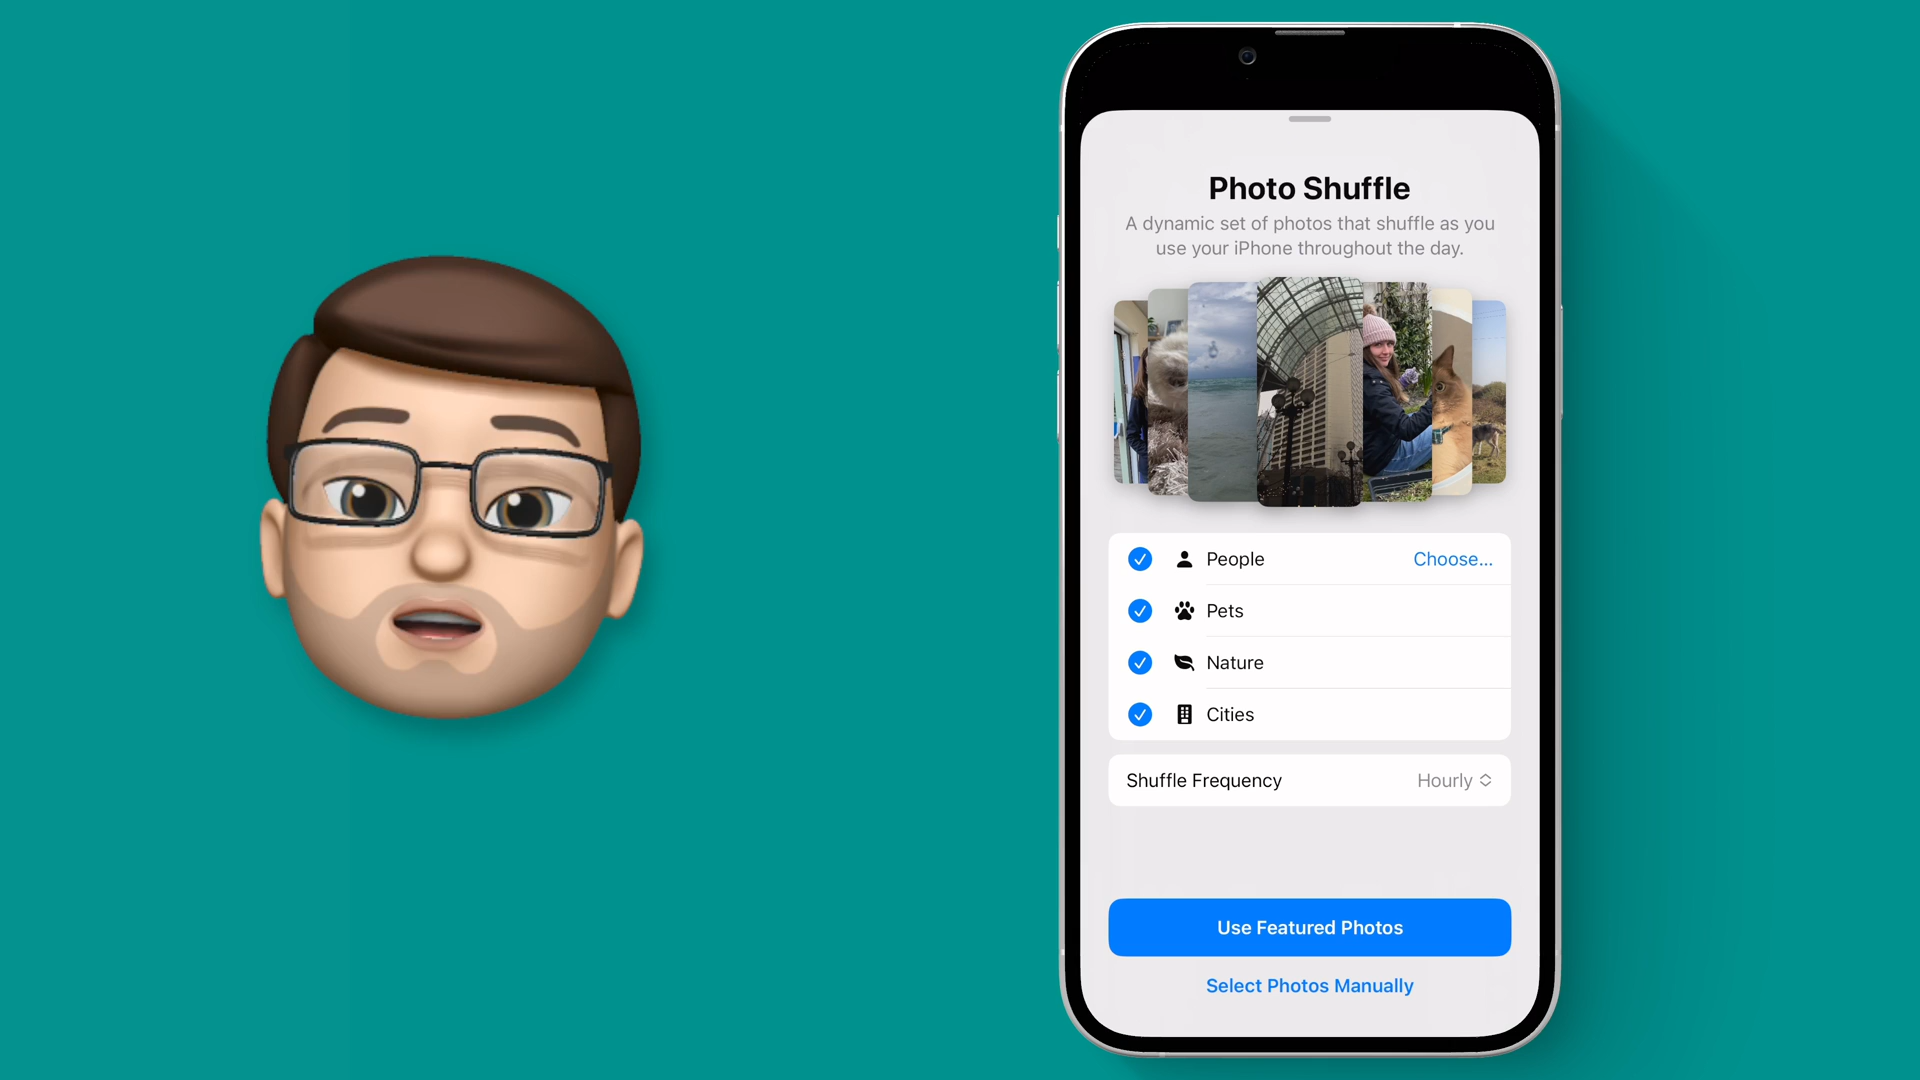 Photo Shuffle
A dynamic set of photos that shuffle as you
use your iPhone throughout the day.
People Choose...
Pets
Nature
Cities
Shuffle Frequency Hourly
Use Featured Photos
Select Photos Manually